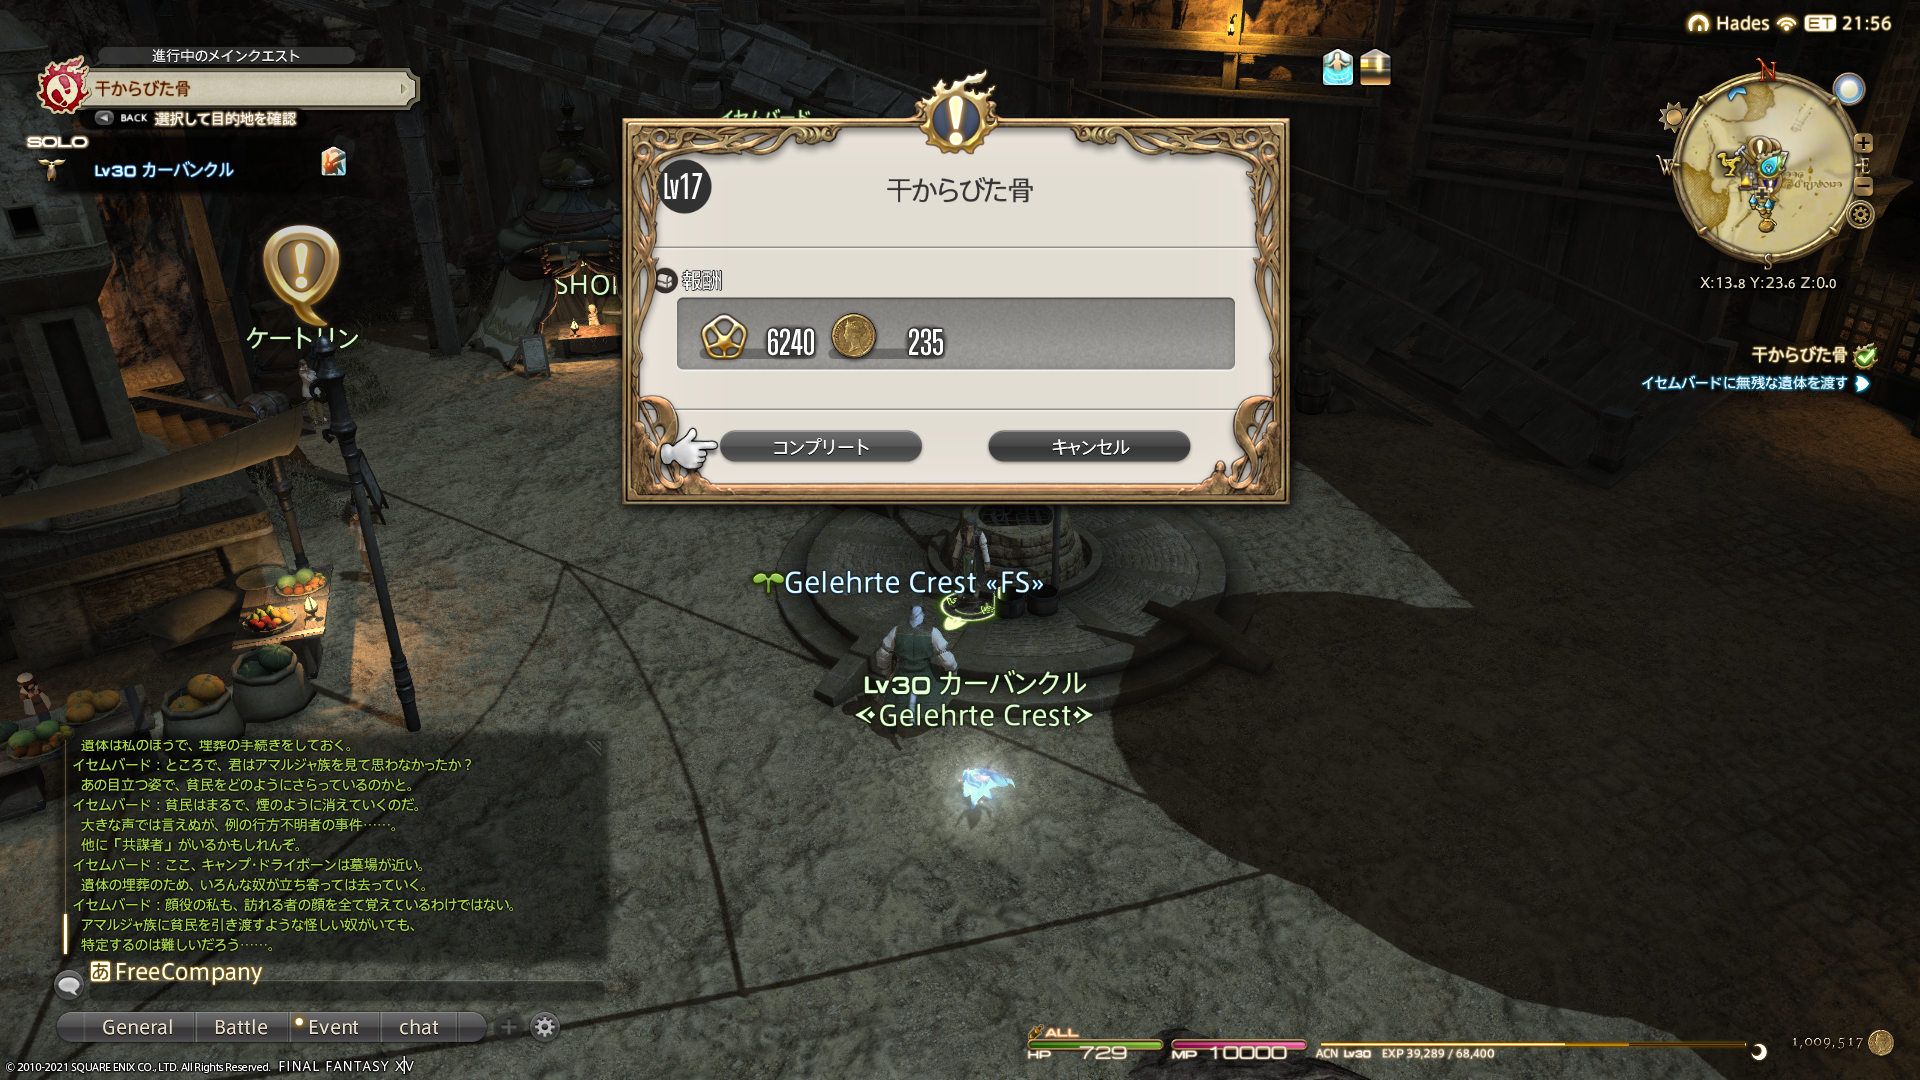 進行中のメインクエスト
干からびた骨
BACK 選択して目的地を確認
SOLO
Lv30 カーバンクル
ケートリン
SHO
イセムバード
Lv17
干からびた骨
報酬
6240 235
コンプリート キャンセル
Hades ET 21:56
N
W E
S
X:13.8 Y:23.6 Z:0.0
干からびた骨
イセムバードに無残な遺体を渡す
Gelehrte Crest «FS»
Lv30 カーバンクル
Gelehrte Crest
遺体は私のほうで、埋葬の手続きをしておく。
イセムバード：ところで、君はアマルジャ族を見て思わなかったか？
あの目立つ姿で、貧民をどのようにさらっているのかと。
イセムバード：貧民はまるで、煙のように消えていくのだ。
大きな声では言えぬが、例の行方不明者の事件……。
他に「共謀者」がいるかもしれんぞ。
イセムバード：ここ、キャンプ・ドライボーンは墓場が近い。
遺体の埋葬のため、いろんな奴が立ち寄っては去っていく。
イセムバード：顔役の私も、訪れる者の顔を全て覚えているわけではない。
アマルジャ族に貧民を引き渡すような怪しい奴がいても、
特定するのは難しいだろう……。
あ FreeCompany
General Battle Event chat
© 2010-2021 SQUARE ENIX CO., LTD. All Rights Reserved. FINAL FANTASY XIV
ALL
HP 729 MP 10000 ACN Lv30 EXP 39,289 / 68,400
1,009,517